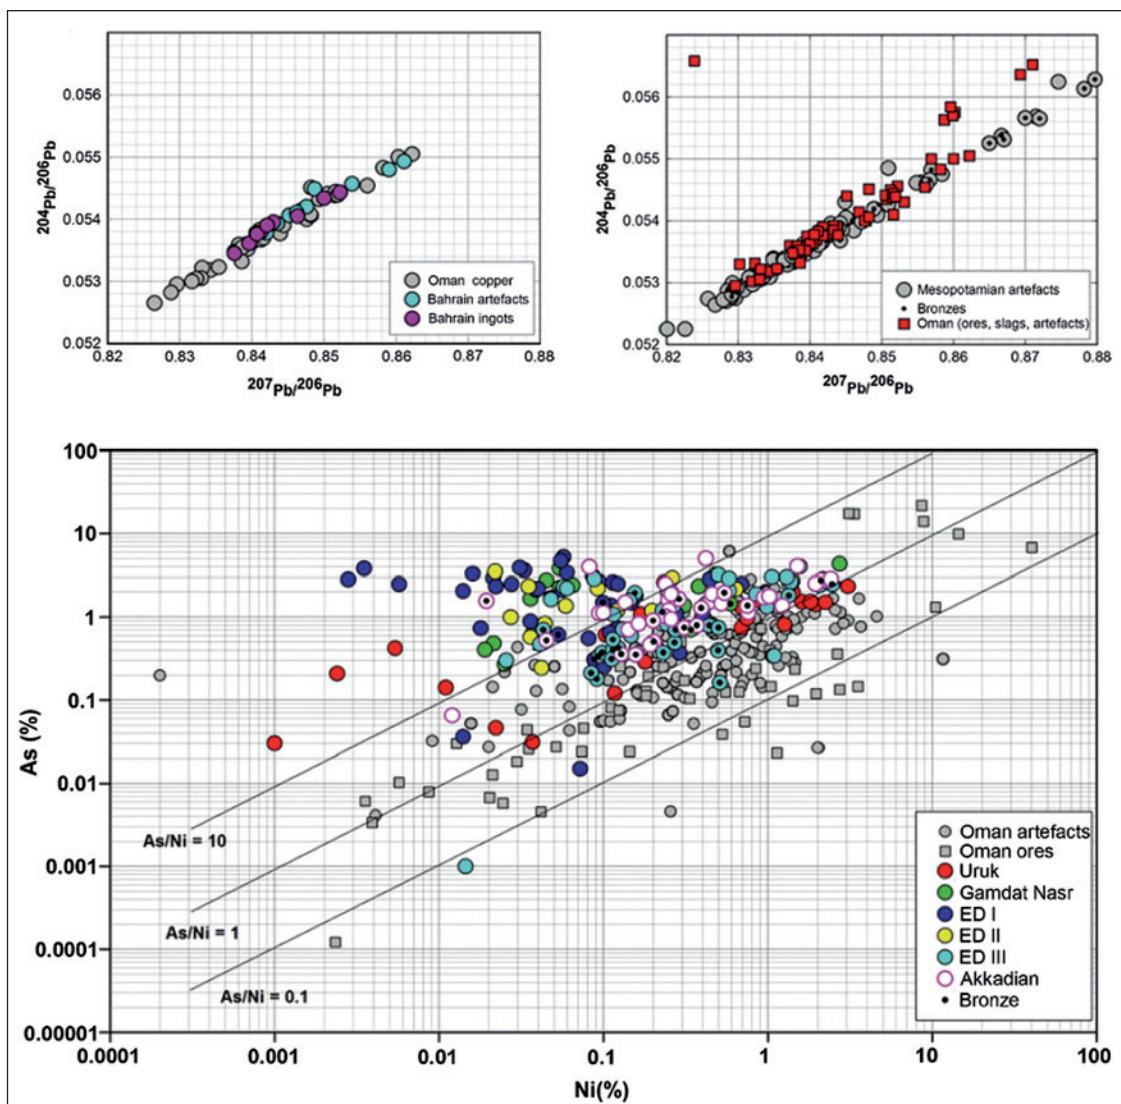 0.056
0.055
0.054
0.053
0.052
204Pb/206Pb
Oman copper
Bahrain artefacts
Bahrain ingots
0.82 0.83 0.84 0.85 0.86 0.87 0.88
207Pb/206Pb
0.056
0.055
0.054
0.053
0.052
204Pb/206Pb
Mesopotamian artefacts
Bronzes
Oman (ores, slags, artefacts)
0.82 0.83 0.84 0.85 0.86 0.87 0.88
207Pb/206Pb
100
10
1
0.1
0.01
0.001
0.0001
0.00001
As (%)
As/Ni = 10
As/Ni = 1
As/Ni = 0.1
Oman artefacts
Oman ores
Uruk
Gamdat Nasr
ED I
ED II
ED III
Akkadian
Bronze
0.0001 0.001 0.01 0.1 1 10 100
Ni(%)